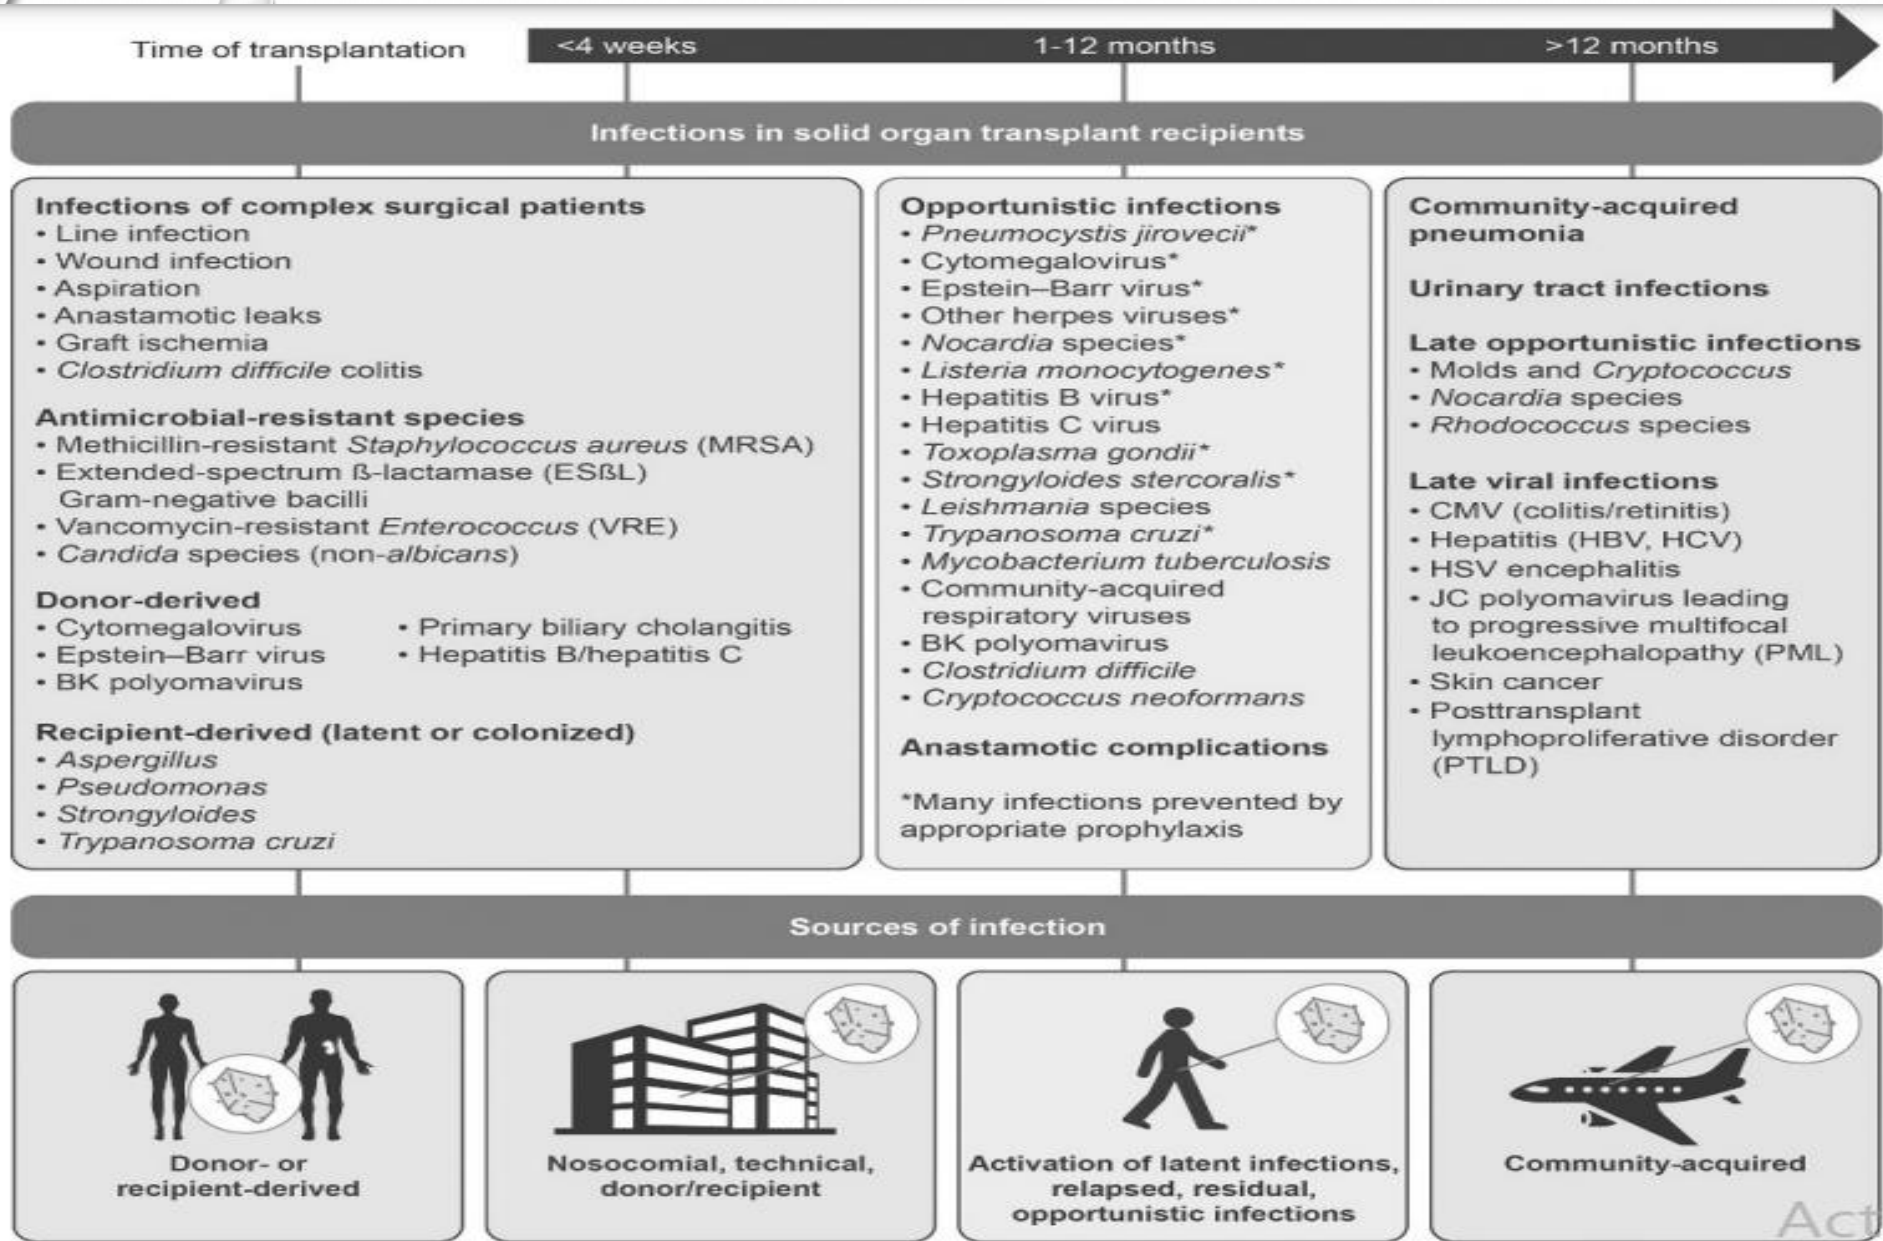 Time of transplantation
<4 weeks
1-12 months
>12 months
Infections in solid organ transplant recipients
Infections of complex surgical patients
• Line infection
• Wound infection
• Aspiration
• Anastamotic leaks
• Graft ischemia
• Clostridium difficile colitis
Antimicrobial-resistant species
• Methicillin-resistant Staphylococcus aureus (MRSA)
• Extended-spectrum ß-lactamase (ESßL)
Gram-negative bacilli
• Vancomycin-resistant Enterococcus (VRE)
• Candida species (non-albicans)
Donor-derived
• Cytomegalovirus
• Epstein–Barr virus
• BK polyomavirus
• Primary biliary cholangitis
• Hepatitis B/hepatitis C
Recipient-derived (latent or colonized)
• Aspergillus
• Pseudomonas
• Strongyloides
• Trypanosoma cruzi
Opportunistic infections
• Pneumocystis jirovecii*
• Cytomegalovirus*
• Epstein–Barr virus*
• Other herpes viruses*
• Nocardia species*
• Listeria monocytogenes*
• Hepatitis B virus*
• Hepatitis C virus
• Toxoplasma gondii*
• Strongyloides stercoralis*
• Leishmania species
• Trypanosoma cruzi*
• Mycobacterium tuberculosis
• Community-acquired
respiratory viruses
• BK polyomavirus
• Clostridium difficile
• Cryptococcus neoformans
Anastamotic complications
*Many infections prevented by
appropriate prophylaxis
Community-acquired
pneumonia
Urinary tract infections
Late opportunistic infections
• Molds and Cryptococcus
• Nocardia species
• Rhodococcus species
Late viral infections
• CMV (colitis/retinitis)
• Hepatitis (HBV, HCV)
• HSV encephalitis
• JC polyomavirus leading
to progressive multifocal
leukoencephalopathy (PML)
• Skin cancer
• Posttransplant
lymphoproliferative disorder
(PTLD)
Sources of infection
Donor- or
recipient-derived
Nosocomial, technical,
donor/recipient
Activation of latent infections,
relapsed, residual,
opportunistic infections
Community-acquired
Act